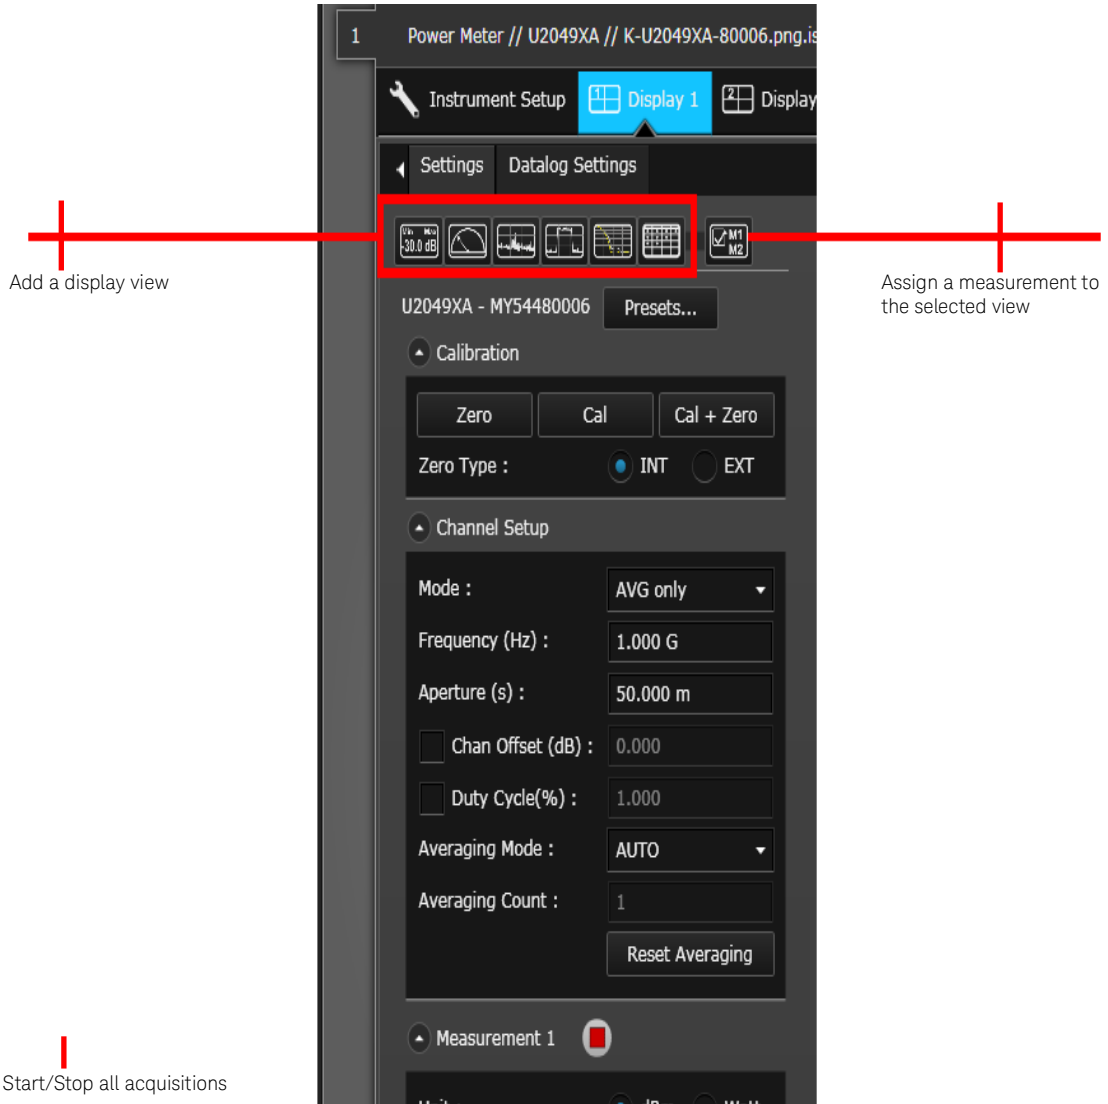 1
Power Meter // U2049XA // K-U2049XA-80006.png.is
Instrument Setup
1
Display 1
2
Display
Settings
Datalog Settings
-30.0 dB
M1
M2
Add a display view
Assign a measurement to
the selected view
U2049XA - MY54480006
Presets...
Calibration
Zero
Cal
Cal + Zero
Zero Type :
INT
EXT
Channel Setup
Mode :
AVG only
Frequency (Hz) :
1.000 G
Aperture (s) :
50.000 m
Chan Offset (dB) :
0.000
Duty Cycle(%) :
1.000
Averaging Mode :
AUTO
Averaging Count :
1
Reset Averaging
Measurement 1
Start/Stop all acquisitions